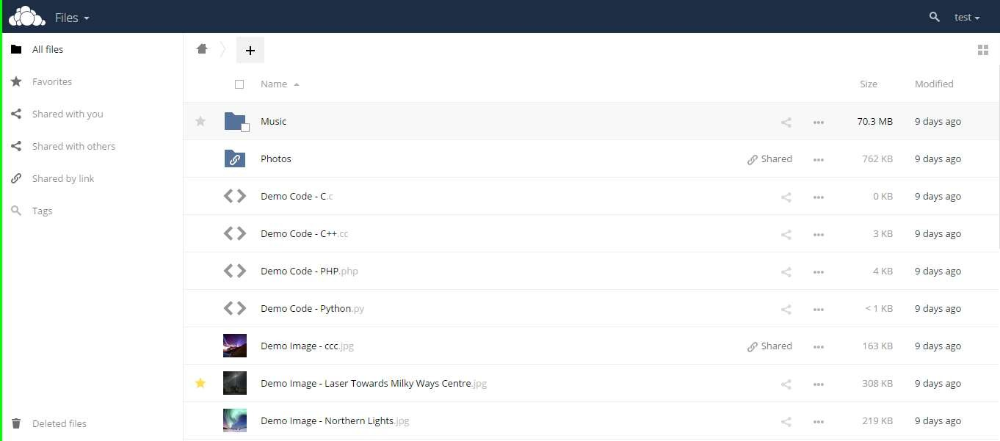 Files
test
All files
Favorites
Shared with you
Shared with others
Shared by link
Tags
Deleted files
+
Name Size Modified
Music 70.3 MB 9 days ago
Photos Shared 762 KB 9 days ago
Demo Code - C.c 0 KB 9 days ago
Demo Code - C++.cc 3 KB 9 days ago
Demo Code - PHP.php 4 KB 9 days ago
Demo Code - Python.py < 1 KB 9 days ago
Demo Image - ccc.jpg Shared 163 KB 9 days ago
Demo Image - Laser Towards Milky Ways Centre.jpg 308 KB 9 days ago
Demo Image - Northern Lights.jpg 219 KB 9 days ago